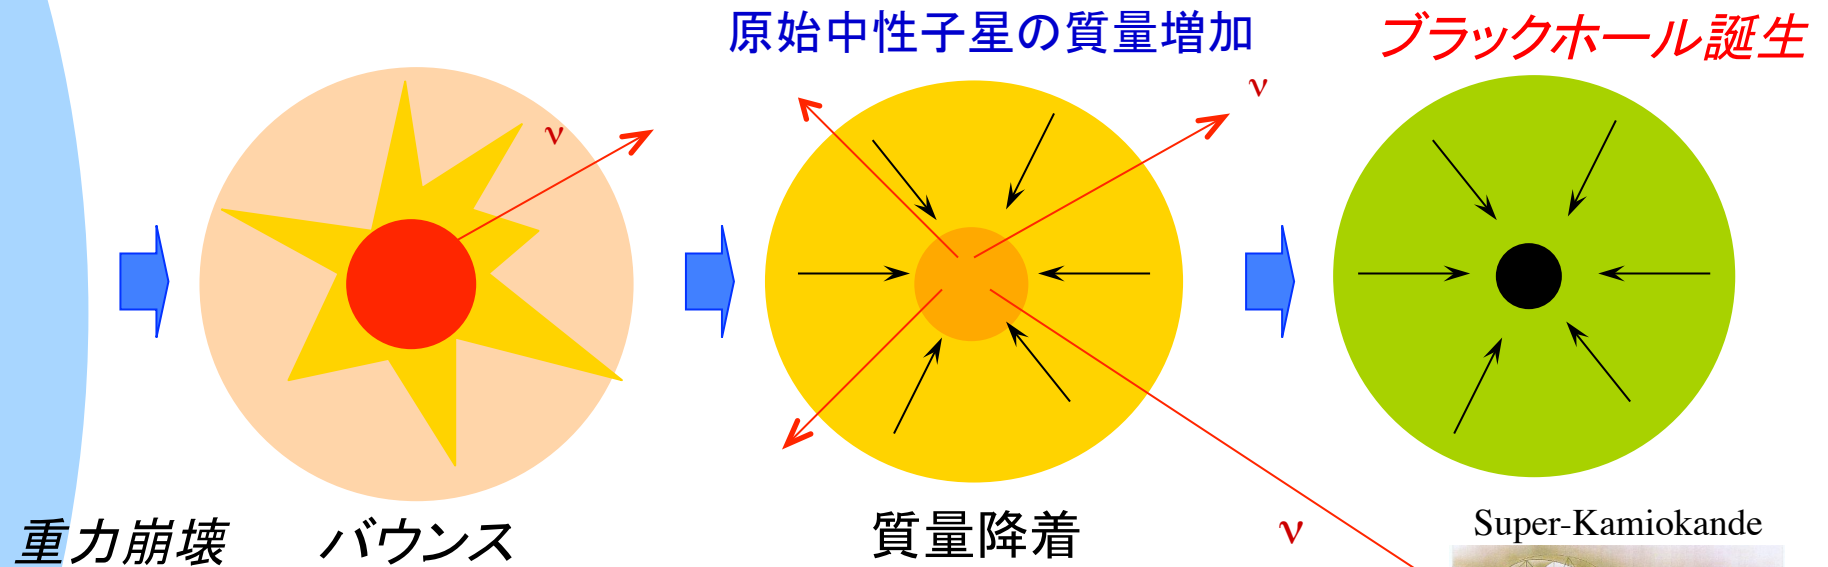 原始中性子星の質量増加
ブラックホール誕生
ν
ν
重力崩壊
バウンス
質量降着
ν
Super-Kamiokande